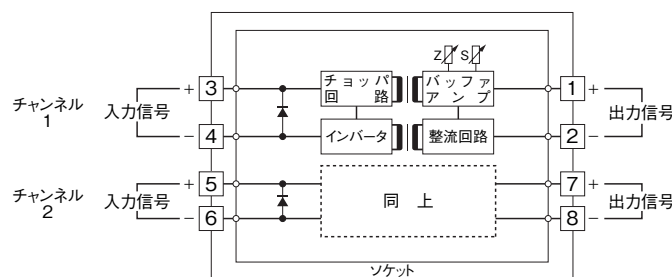 Z S
チャンネル
1
入力信号
+ 3
チョッパ
回 路
バッファ
アンプ
1 +
出力信号
− 4
インバータ
整流回路
2 −
チャンネル
2
入力信号
+ 5
同 上
7 +
出力信号
− 6
8 −
ソケット